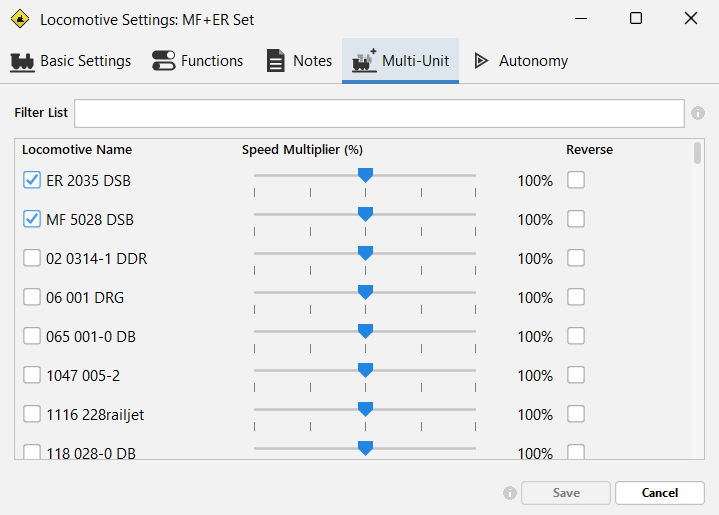 Locomotive Settings: MF+ER Set
Basic Settings Functions Notes Multi-Unit Autonomy
Filter List
Locomotive Name Speed Multiplier (%) Reverse
ER 2035 DSB 100%
MF 5028 DSB 100%
02 0314-1 DDR 100%
06 001 DRG 100%
065 001-0 DB 100%
1047 005-2 100%
1116 228railjet 100%
118 028-0 DB 100%
Save Cancel